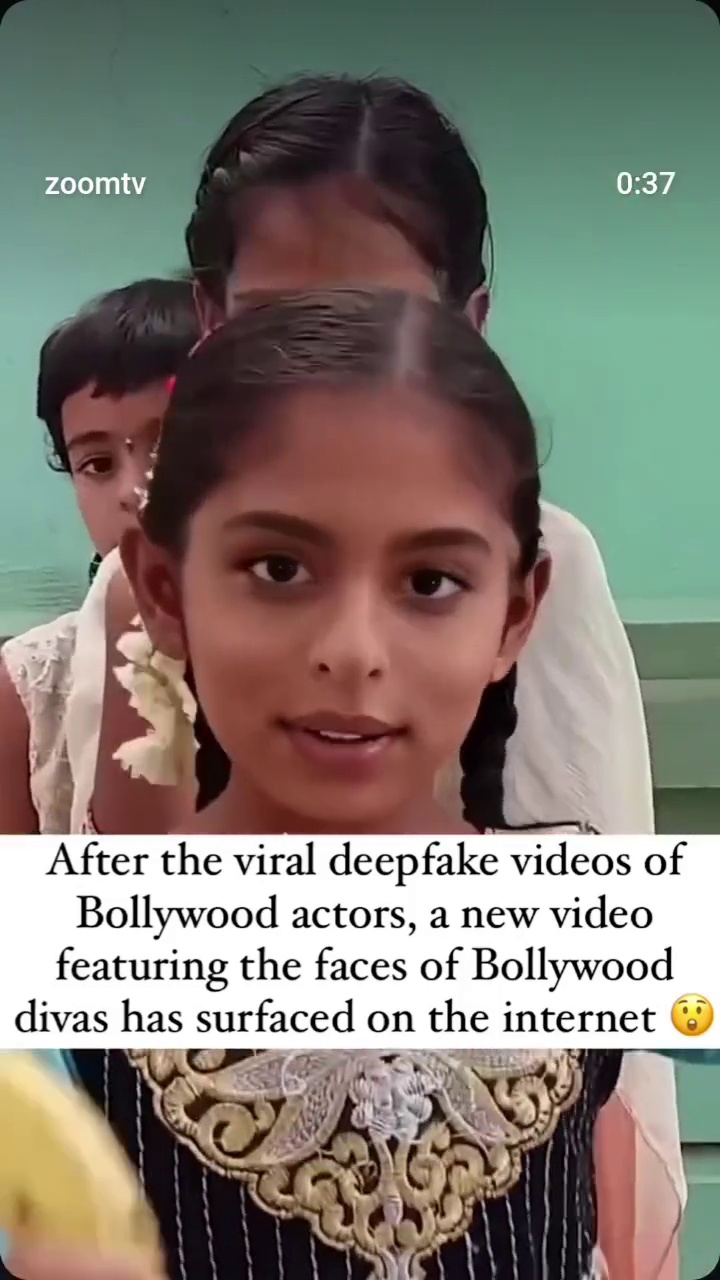 zoomtv
0:37
After the viral deepfake videos of
Bollywood actors, a new video
featuring the faces of Bollywood
divas has surfaced on the internet 😲